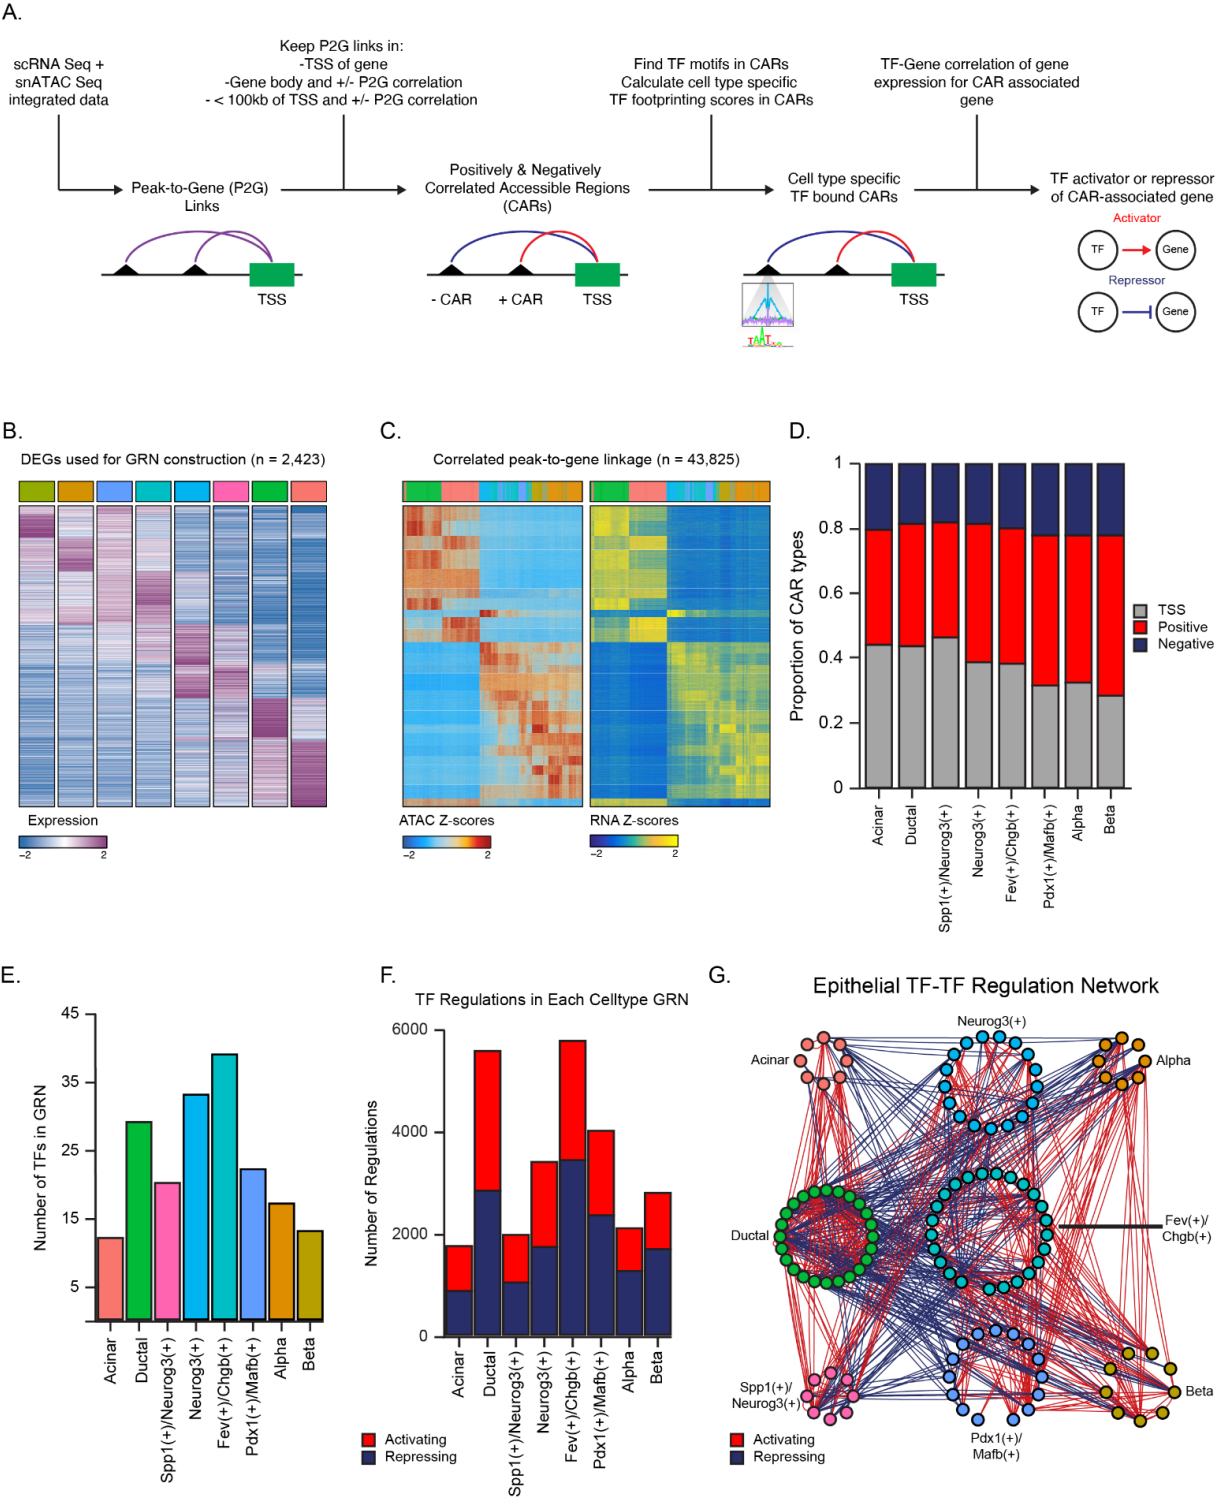 A.
scRNA Seq +
snATAC Seq
integrated data
Keep P2G links in:
-TSS of gene
-Gene body and +/- P2G correlation
- < 100kb of TSS and +/- P2G correlation
Find TF motifs in CARs
Calculate cell type specific
TF footprinting scores in CARs
TF-Gene correlation of gene
expression for CAR associated
gene
Peak-to-Gene (P2G)
Links
Positively & Negatively
Correlated Accessible Regions
(CARs)
Cell type specific
TF bound CARs
TF activator or repressor
of CAR-associated gene
Activator
TF
Gene
Repressor
TF
Gene
TSS
- CAR
+ CAR
TSS
TSS
TAAT
B.
DEGs used for GRN construction (n = 2,423)
Expression
−2
2
C.
Correlated peak-to-gene linkage (n = 43,825)
ATAC Z-scores
−2
2
RNA Z-scores
−2
2
D.
Proportion of CAR types
1
0.8
0.6
0.4
0.2
0
TSS
Positive
Negative
Acinar
Ductal
Spp1(+)/Neurog3(+)
Neurog3(+)
Fev(+)/Chgb(+)
Pdx1(+)/Mafb(+)
Alpha
Beta
E.
Number of TFs in GRN
45
35
25
15
5
Acinar
Ductal
Spp1(+)/Neurog3(+)
Neurog3(+)
Fev(+)/Chgb(+)
Pdx1(+)/Mafb(+)
Alpha
Beta
F.
TF Regulations in Each Celltype GRN
Number of Regulations
6000
4000
2000
0
Acinar
Ductal
Spp1(+)/Neurog3(+)
Neurog3(+)
Fev(+)/Chgb(+)
Pdx1(+)/Mafb(+)
Alpha
Beta
Activating
Repressing
G.
Epithelial TF-TF Regulation Network
Neurog3(+)
Acinar
Alpha
Ductal
Fev(+)/
Chgb(+)
Spp1(+)/
Neurog3(+)
Beta
Pdx1(+)/
Mafb(+)
Activating
Repressing